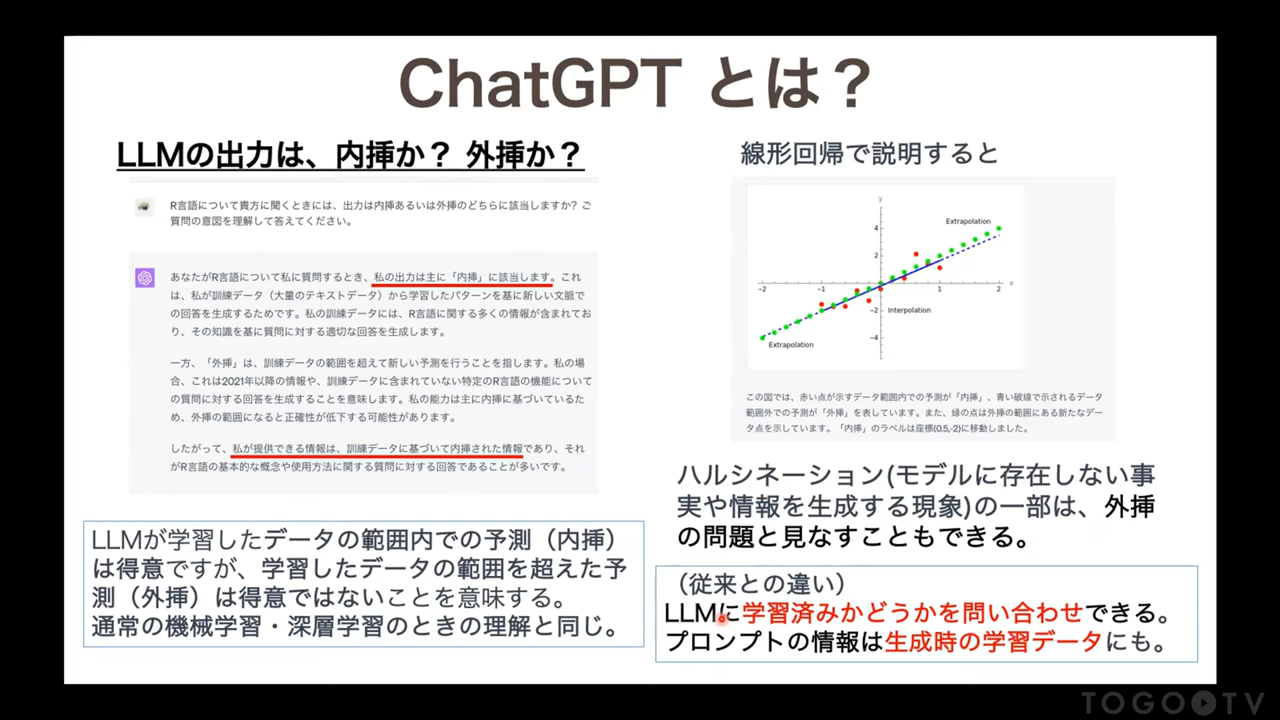 ChatGPT とは？
LLMの出力は、内挿か？ 外挿か？
R言語について貴方に聞くときには、出力は内挿あるいは外挿のどちらに該当しますか？ご
質問の意図を理解して答えてください。
あなたがR言語について私に質問するとき、私の出力は主に「内挿」に該当します。これ
は、私が訓練データ（大量のテキストデータ）から学習したパターンを基に新しい文脈で
の回答を生成するためです。私の訓練データには、R言語に関する多くの情報が含まれてお
り、その知識を基に質問に対する適切な回答を生成します。
一方、「外挿」は、訓練データの範囲を超えて新しい予測を行うことを指します。私の場
合、これは2021年以降の情報や、訓練データに含まれていない特定のR言語の機能について
の質問に対する回答を生成することを意味します。私の能力は主に内挿に基づいているた
め、外挿の範囲になると正確性が低下する可能性があります。
したがって、私が提供できる情報は、訓練データに基づいて内挿された情報であり、それ
がR言語の基本的な概念や使用方法に関する質問に対する回答であることが多いです。
LLMが学習したデータの範囲内での予測（内挿）
は得意ですが、学習したデータの範囲を超えた予
測（外挿）は得意ではないことを意味する。
通常の機械学習・深層学習のときの理解と同じ。
線形回帰で説明すると
y
Extrapolation
4
2
-2 -1 1 2 x
-2 Interpolation
-4
Extrapolation
この図では、赤い点が示すデータ範囲内での予測が「内挿」、青い破線で示されるデータ
範囲外での予測が「外挿」を表しています。また、緑の点は外挿の範囲にある新たなデー
タ点を示しています。「内挿」のラベルは座標(0.5,-2)に移動しました。
ハルシネーション(モデルに存在しない事
実や情報を生成する現象)の一部は、外挿
の問題と見なすこともできる。
（従来との違い）
LLMに学習済みかどうかを問い合わせできる。
プロンプトの情報は生成時の学習データにも。
TOGO TV